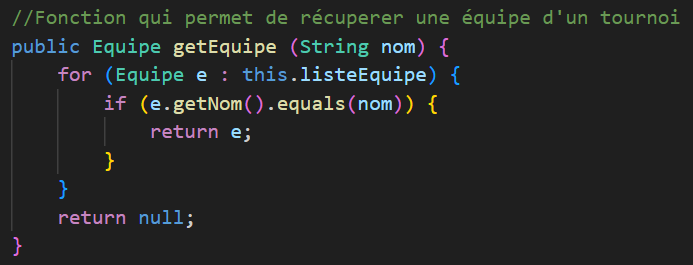 //Fonction qui permet de récuperer une équipe d'un tournoi
public Equipe getEquipe (String nom) {
for (Equipe e : this.listeEquipe) {
if (e.getNom().equals(nom)) {
return e;
}
}
return null;
}